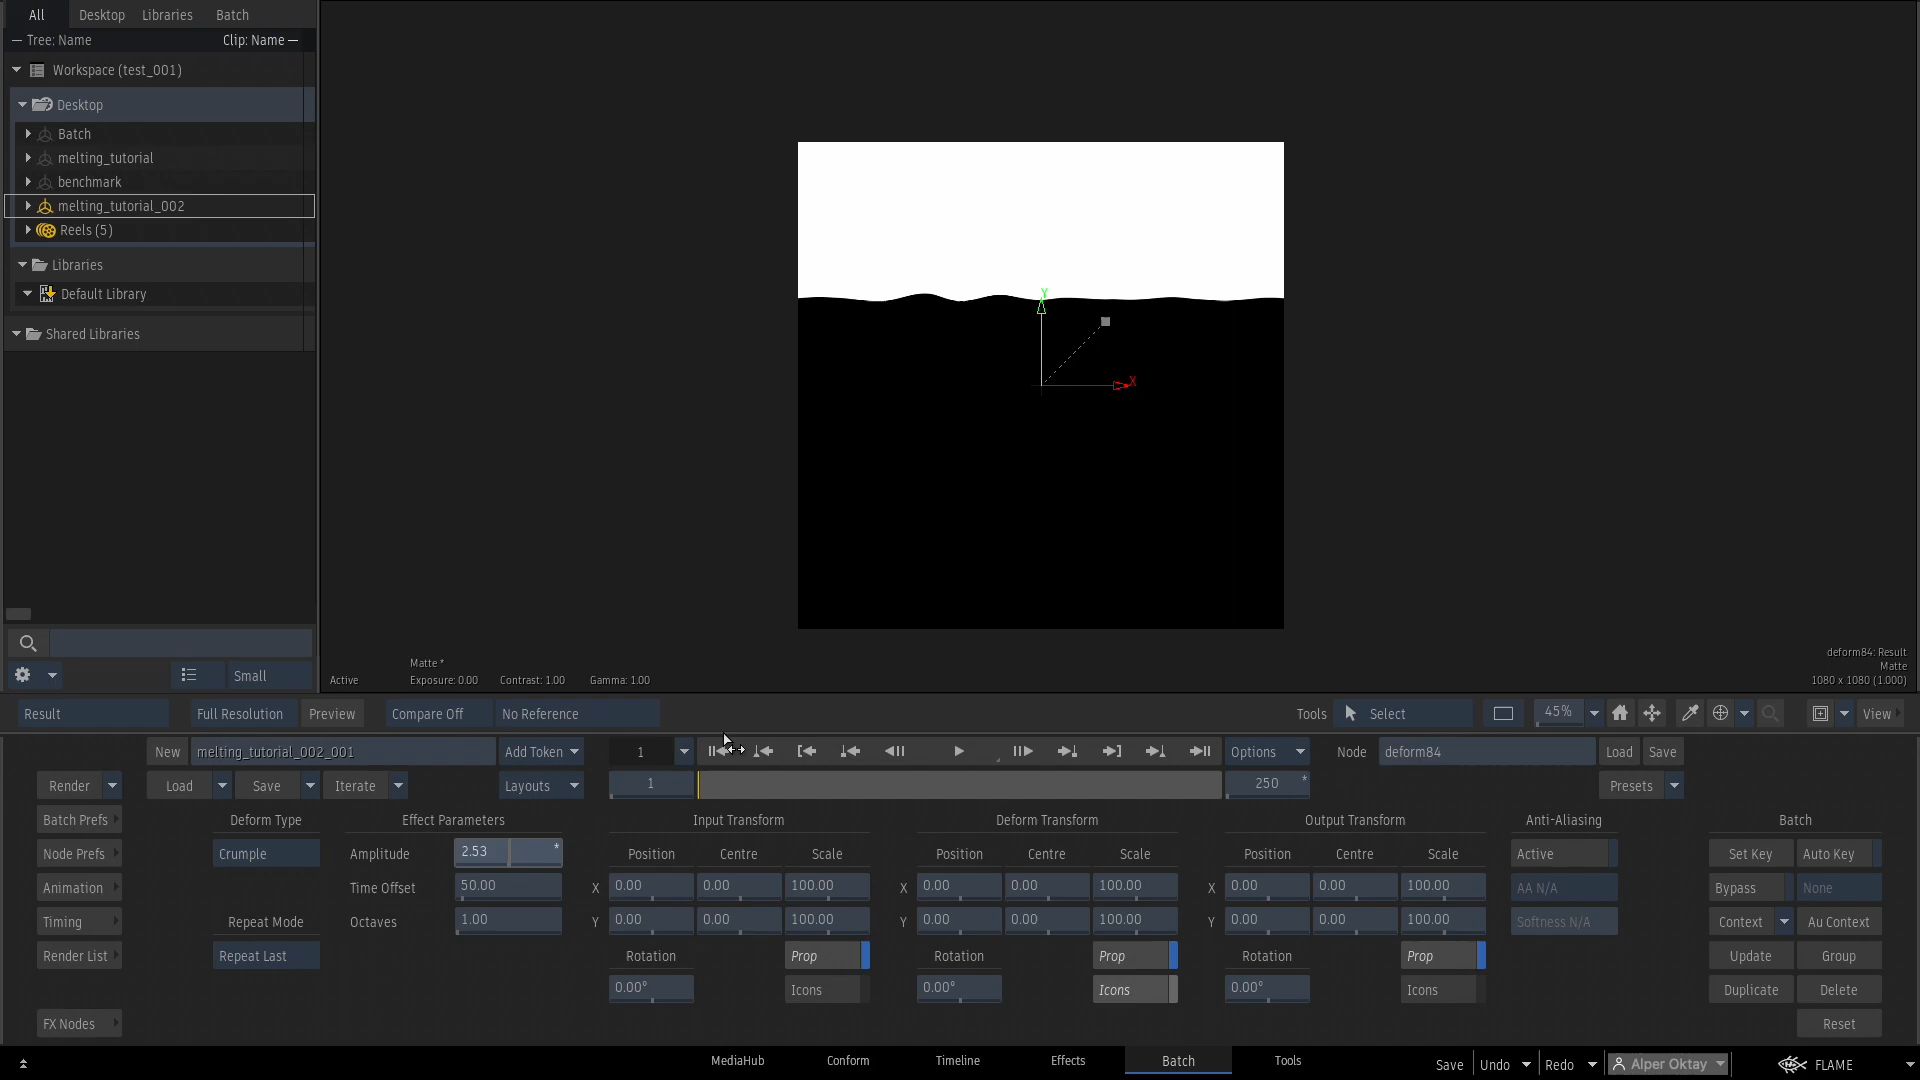 All Desktop Libraries Batch
Tree: Name Clip: Name
Workspace (test_001)
Desktop
Batch
melting_tutorial
benchmark
melting_tutorial_002
Reels (5)
Libraries
Default Library
Shared Libraries
Small
Y
X
Active
Matte *
Exposure: 0.00 Contrast: 1.00 Gamma: 1.00
deform84: Result
Matte
1080 x 1080 (1.000)
Result Full Resolution Preview Compare Off No Reference Tools Select 45% View
New melting_tutorial_002_001 Add Token 1 Options Node deform84 Load Save
Render Load Save Iterate Layouts 1 250 * Presets
Batch Prefs Deform Type Effect Parameters Input Transform Deform Transform Output Transform Anti-Aliasing Batch
Node Prefs Crumple Amplitude 2.53 * Position Centre Scale Position Centre Scale Position Centre Scale Active Set Key Auto Key
Animation Time Offset 50.00 X 0.00 0.00 100.00 X 0.00 0.00 100.00 X 0.00 0.00 100.00 AA N/A Bypass None
Timing Repeat Mode Octaves 1.00 Y 0.00 0.00 100.00 Y 0.00 0.00 100.00 Y 0.00 0.00 100.00 Softness N/A Context Au Context
Render List Repeat Last Rotation Prop Rotation Prop Rotation Prop Update Group
0.00° Icons 0.00° Icons 0.00° Icons Duplicate Delete
FX Nodes Reset
MediaHub Conform Timeline Effects Batch Tools Save Undo Redo Alper Oktay FLAME